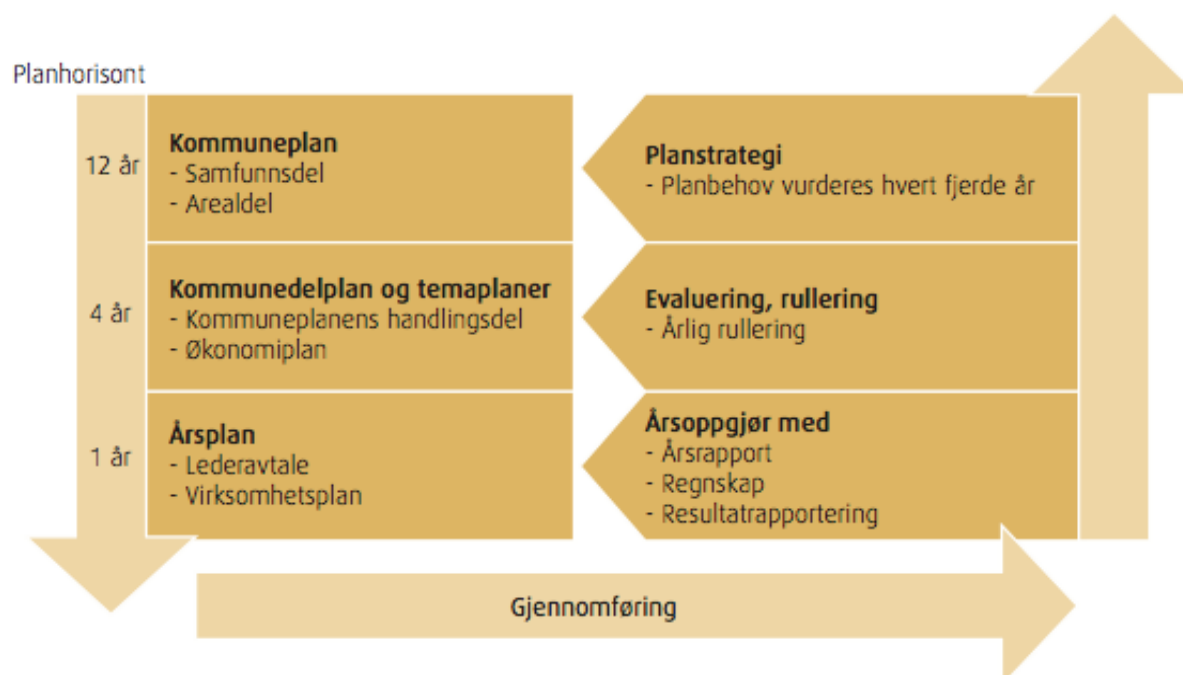 Planhorisont
12 år
Kommuneplan
- Samfunnsdel
- Arealdel
Planstrategi
- Planbehov vurderes hvert fjerde år
4 år
Kommunedelplan og temaplaner
- Kommuneplanens handlingsdel
- Økonomiplan
Evaluering, rullering
- Årlig rullering
1 år
Årsplan
- Lederavtale
- Virksomhetsplan
Årsoppgjør med
- Årsrapport
- Regnskap
- Resultatrapportering
Gjennomføring